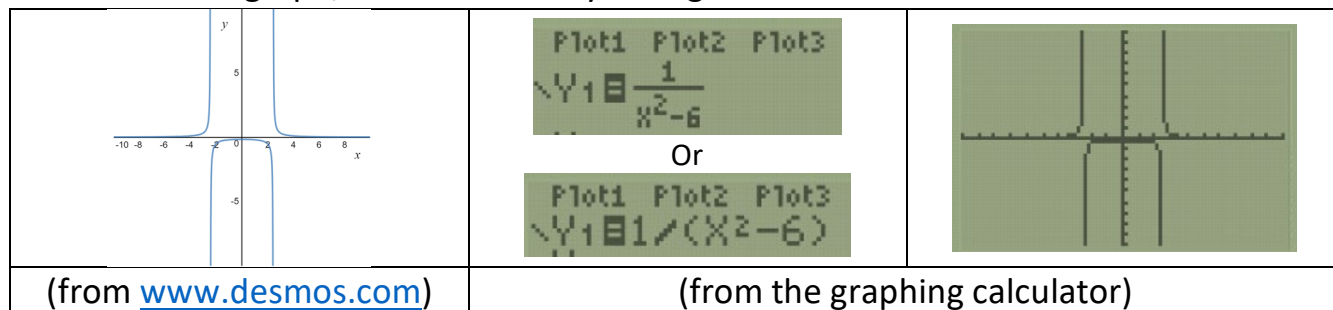 y
5
-10 -8 -6 -4 -2 0 2 4 6 8
x
-5
Plot1 Plot2 Plot3
\Y1=1/x²-6
Or
Plot1 Plot2 Plot3
\Y1=1/(X²-6)
(from www.desmos.com)
(from the graphing calculator)